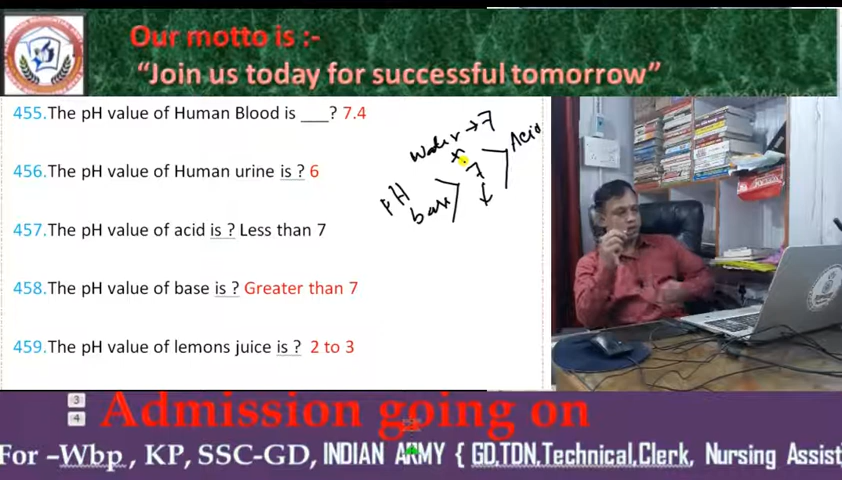 Our motto is :-
“Join us today for successful tomorrow”
455.The pH value of Human Blood is ___? 7.4
456.The pH value of Human urine is ? 6
457.The pH value of acid is ? Less than 7
458.The pH value of base is ? Greater than 7
459.The pH value of lemons juice is ? 2 to 3
Water → 7
Acid
7
pH
base
3
4
Admission going on
For –Wbp , KP, SSC-GD, INDIAN ARMY { GD,TDN,Technical,Clerk, Nursing Assist